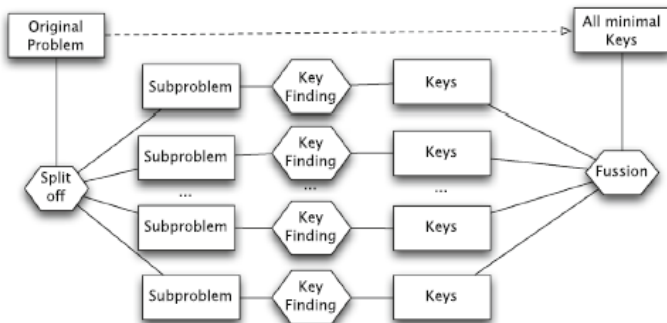 Original
Problem
All minimal
Keys
Subproblem
Key
Finding
Keys
Subproblem
Key
Finding
Keys
Split
off
Fussion
...
...
...
Subproblem
Key
Finding
Keys
Subproblem
Key
Finding
Keys